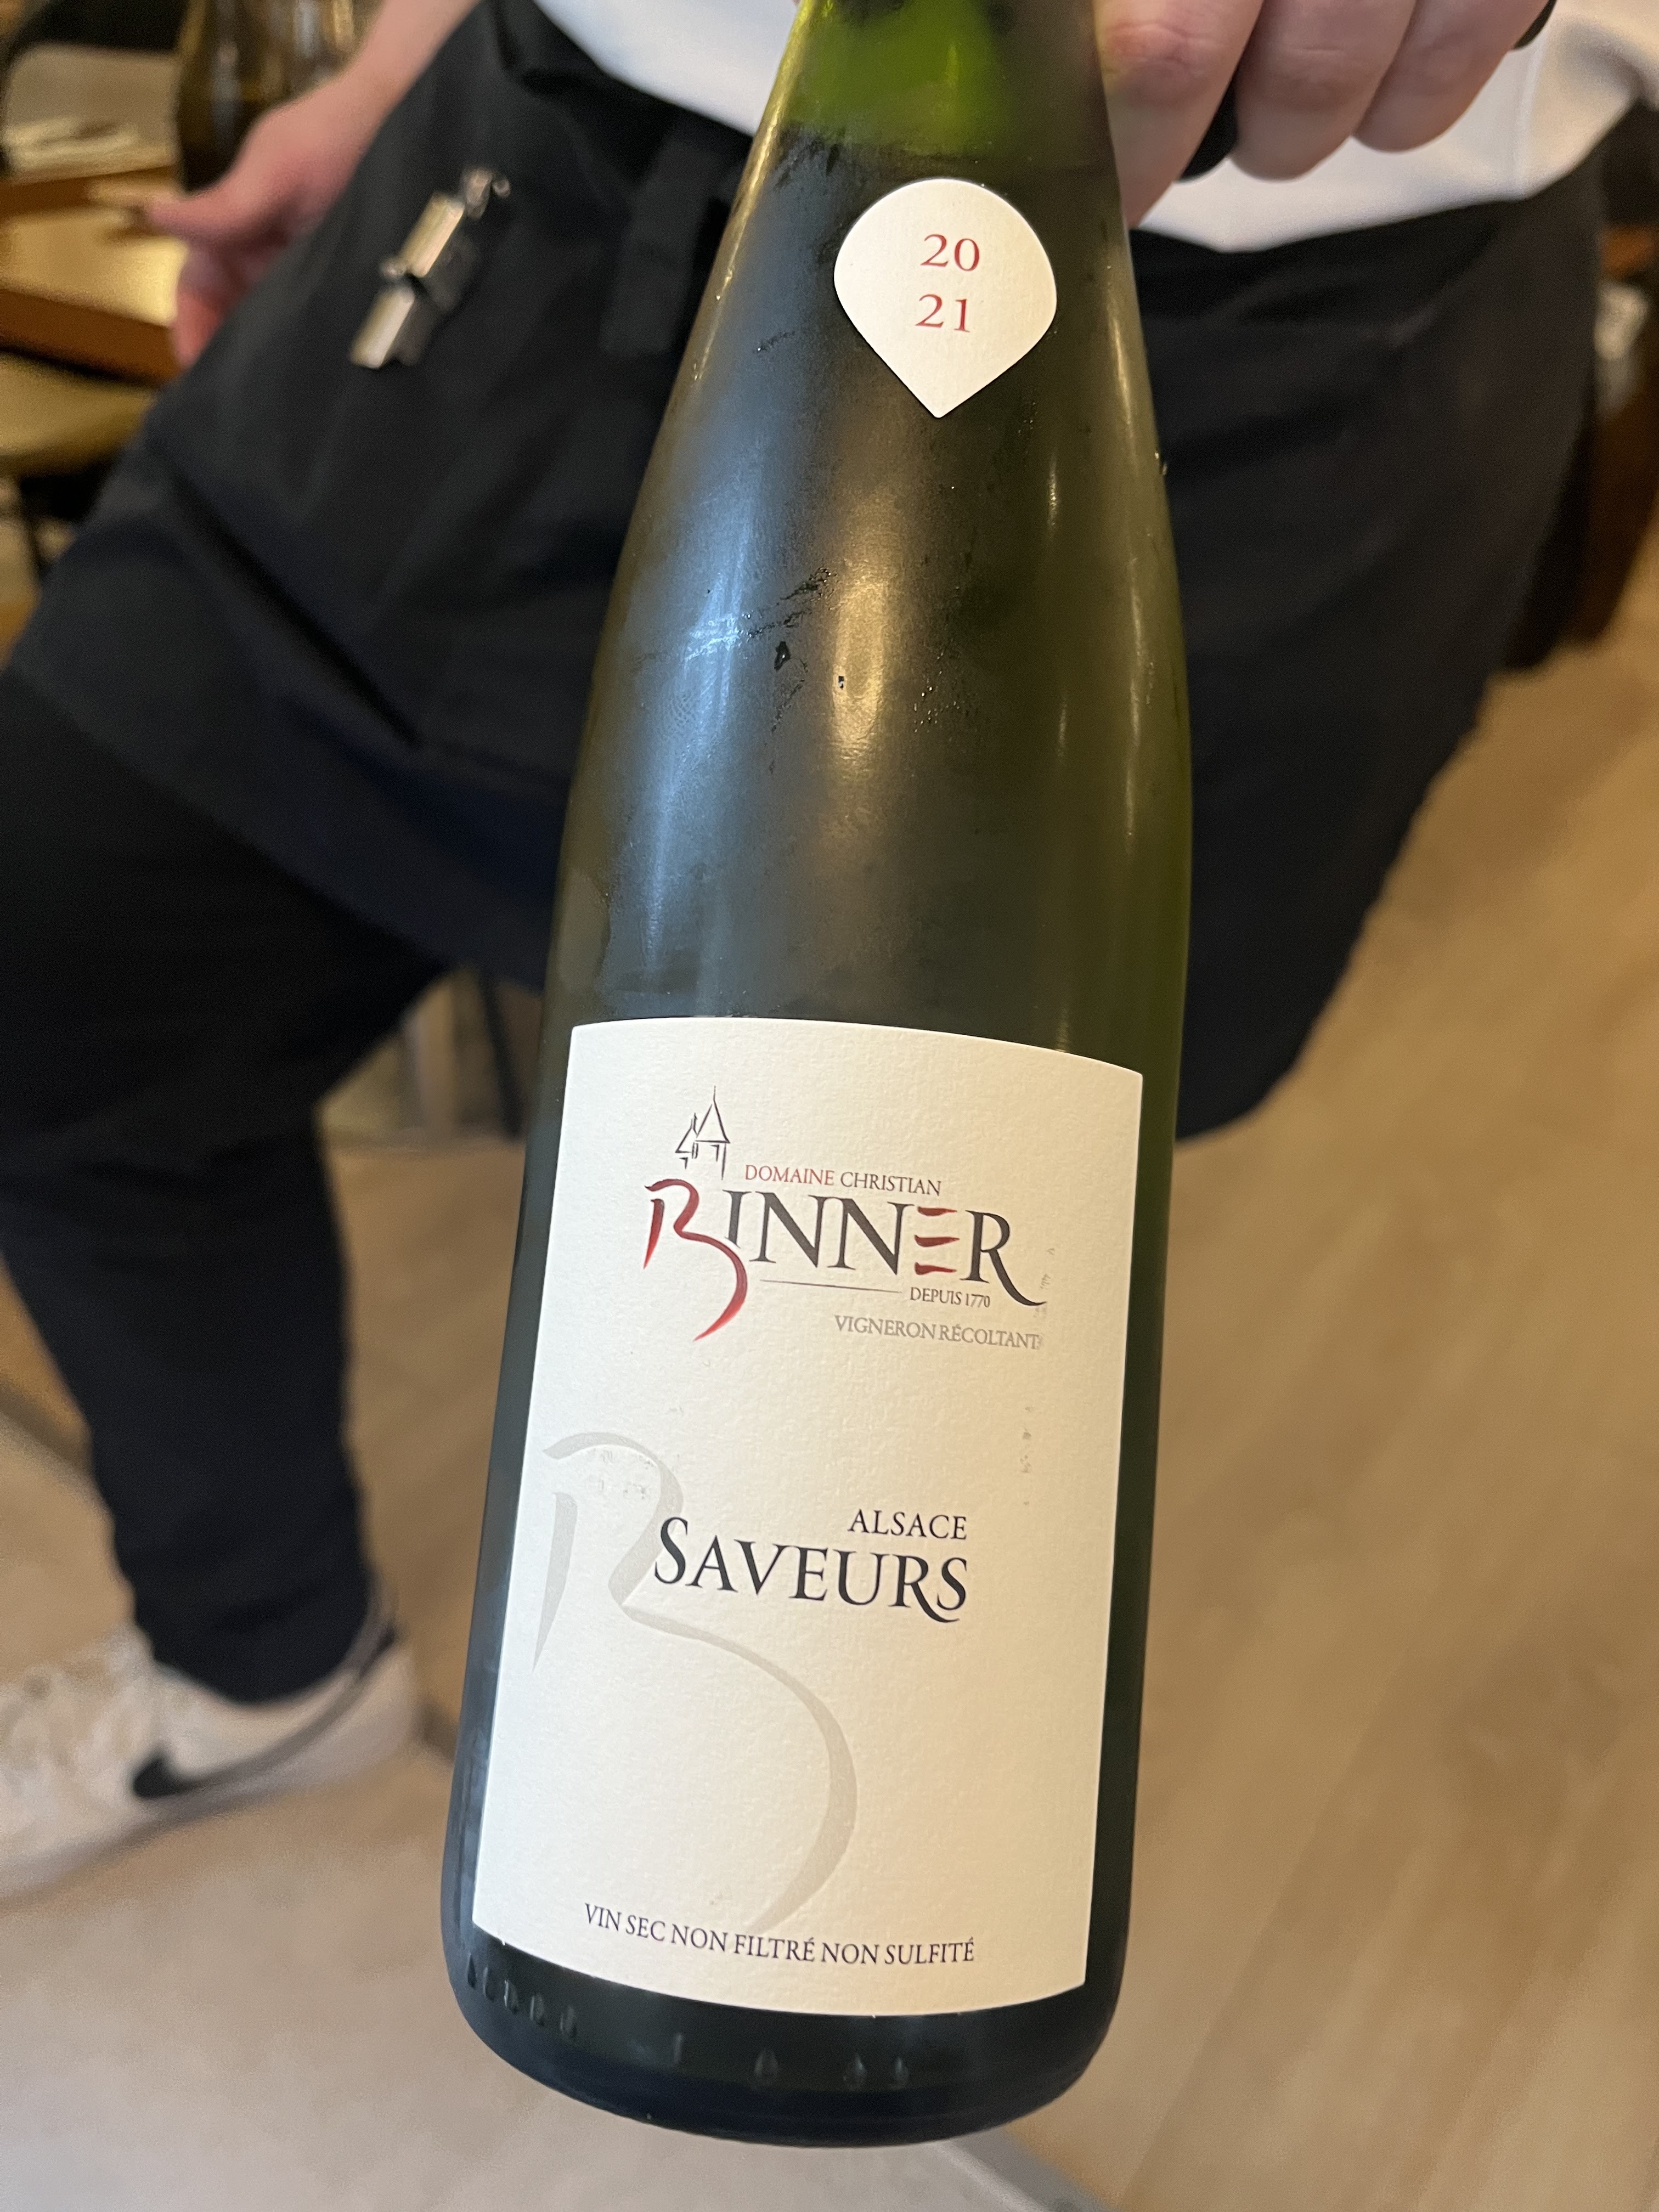 20
21
DOMAINE CHRISTIAN
BINNER
DEPUIS 1770
VIGNERON RÉCOLTANT
ALSACE
SAVEURS
VIN SEC NON FILTRÉ NON SULFITÉ